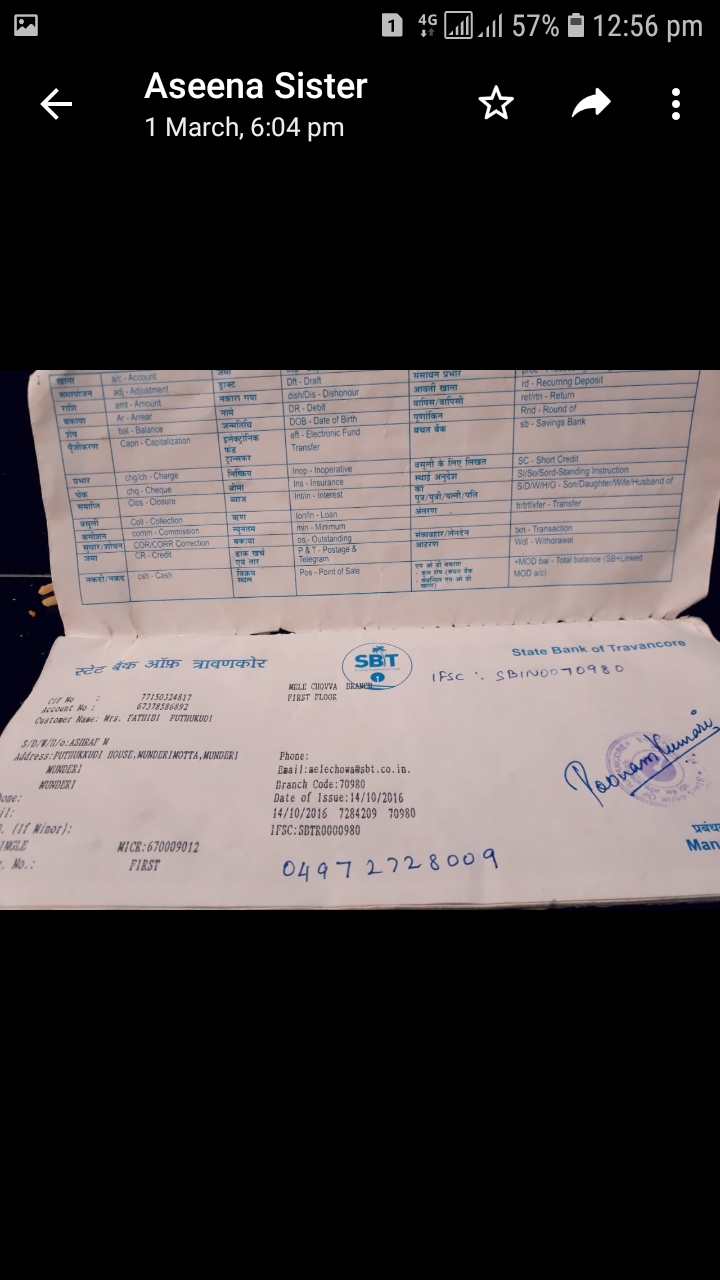 1 4G 57% 12:56 pm
Aseena Sister
1 March, 6:04 pm
खाता a/c - Account जमा
समायोजन adj - Adjustment ड्राफ्ट Dft - Draft संसाधन प्रभार
राशि amt - Amount नकारा गया dish/Dis - Dishonour आवर्ती खाता rd - Recurring Deposit
बकाया Ar - Arrear नामे DR - Debit वापिस/वापिसी ref/rtn - Return
शेष bal - Balance जन्मतिथि DOB - Date of Birth पूर्णांकन Rnd - Round of
पूँजीकरण Capn - Capitalization इलेक्ट्रोनिक फंड ट्रान्सफर eft - Electronic Fund Transfer बचत बैंक sb - Savings Bank
प्रभार chg/ch - Charge निष्क्रिय Inop - Inoperative वसूली के लिए लिखत SC - Short Credit
चेक chq - Cheque बीमा Ins - Insurance स्थाई अनुदेश SI/So/Sord-Standing Instruction
समाप्ति Clos - Closure ब्याज Int/in - Interest का पुत्र/पुत्री/पत्नी/पति S/D/W/H/O - Son/Daughter/Wife/Husband of
वसूली Coll - Collection ऋण lon/ln - Loan अंतरण tr/trf/xfer - Transfer
कमीशन comm - Commission न्यूनतम min - Minimum
सुधार/शोधन COR/CORR Correction बकाया os - Outstanding संव्यवहार/लेनदेन txn - Transaction
जमा CR - Credit डाक खर्च एवं तार P & T - Postage & Telegram आहरण Wdl - Withdrawal
नकदी/नकद csh - Cash विक्रय स्थल Pos - Point of Sale एम ओ डी बकाया +MOD bal - Total balance (SB+Linked MOD a/c)
स्टेट बैंक ऑफ़ त्रावणकोर SBT State Bank of Travancore
IFSC : SBIN0070980
MELE CHOVVA BRANCH
FIRST FLOOR
CIF No : 77150324817
Account No : 67378586892
Customer Name: Mrs. FATHIDI PUTHUKUDI
S/D/W/H/o:ASHRAF M
Address:PUTHUKKUDI HOUSE,MUNDERIMOTTA,MUNDERI
MUNDERI
MUNDERI
Phone:
Email:melechowa@sbt.co.in.
Branch Code:70980
Date of Issue:14/10/2016
14/10/2016 7284209 70980
IFSC:SBTR0000980
Poonam Kumari
hone:
il:
. (If Minor):
INGLE MICR:670009012
. No.: FIRST
04972728009
प्रबंध
Man